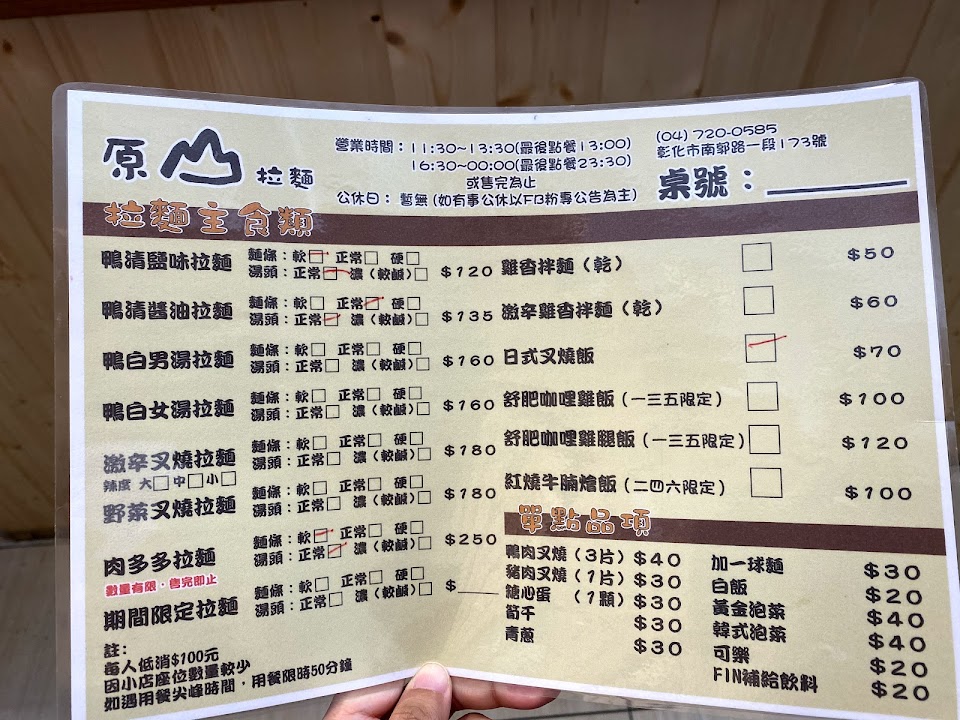 原山拉麵
營業時間：11:30~13:30(最後點餐13:00)
16:30~00:00(最後點餐23:30)
或售完為止
公休日： 暫無 (如有事公休以FB粉專公告為主)
(04) 720-0585
彰化市南郭路一段173號
桌號：
拉麵主食類
鴨清鹽味拉麵 麵條：軟□ 正常□ 硬□
湯頭：正常□ 濃（較鹹）□ $120
鴨清醬油拉麵 麵條：軟□ 正常□ 硬□
湯頭：正常□ 濃（較鹹）□ $135
鴨白男湯拉麵 麵條：軟□ 正常□ 硬□
湯頭：正常□ 濃（較鹹）□ $160
鴨白女湯拉麵 麵條：軟□ 正常□ 硬□
湯頭：正常□ 濃（較鹹）□ $160
激辛叉燒拉麵 麵條：軟□ 正常□ 硬□
辣度 大□中□小□ 湯頭：正常□ 濃（較鹹）□ $180
野菜叉燒拉麵 麵條：軟□ 正常□ 硬□
湯頭：正常□ 濃（較鹹）□ $180
肉多多拉麵 麵條：軟□ 正常□ 硬□
湯頭：正常□ 濃（較鹹）□ $250
數量有限，售完即止
期間限定拉麵 麵條：軟□ 正常□ 硬□
湯頭：正常□ 濃（較鹹）□ $____
註:
每人低消$100元
因小店座位數量較少
如遇用餐尖峰時間，用餐限時50分鐘
雞香拌麵（乾） □ $50
激辛雞香拌麵（乾） □ $60
日式叉燒飯 □ $70
舒肥咖哩雞飯（一三五限定） □ $100
舒肥咖哩雞腿飯（一三五限定） □ $120
紅燒牛腩燴飯（二四六限定） □ $100
單點品項
鴨肉叉燒（3片）$40
豬肉叉燒（1片）$30
糖心蛋 （1顆）$30
筍干 $30
青蔥 $30
加一球麵 $30
白飯 $20
黃金泡菜 $40
韓式泡菜 $40
可樂 $20
FIN補給飲料 $20